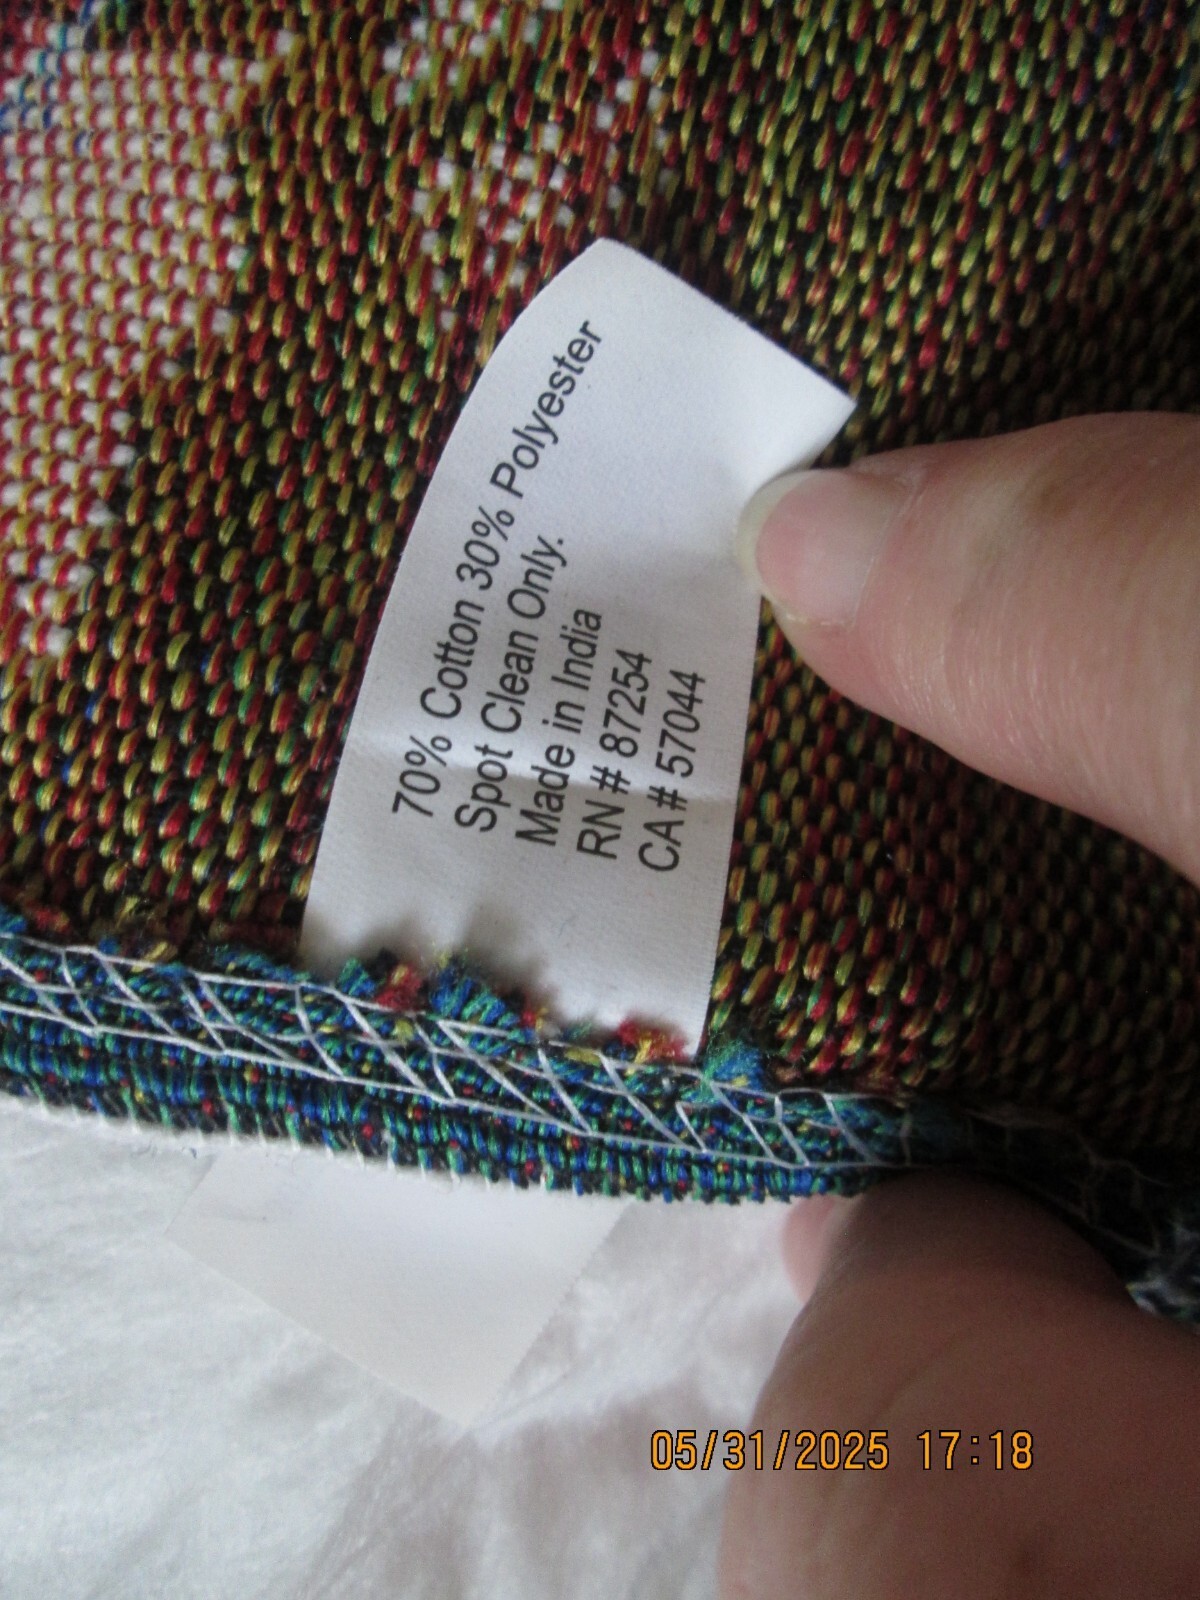 70% Cotton 30% Polyester
Spot Clean Only.
Made in India
RN # 87254
CA # 57044
05/31/2025 17:18